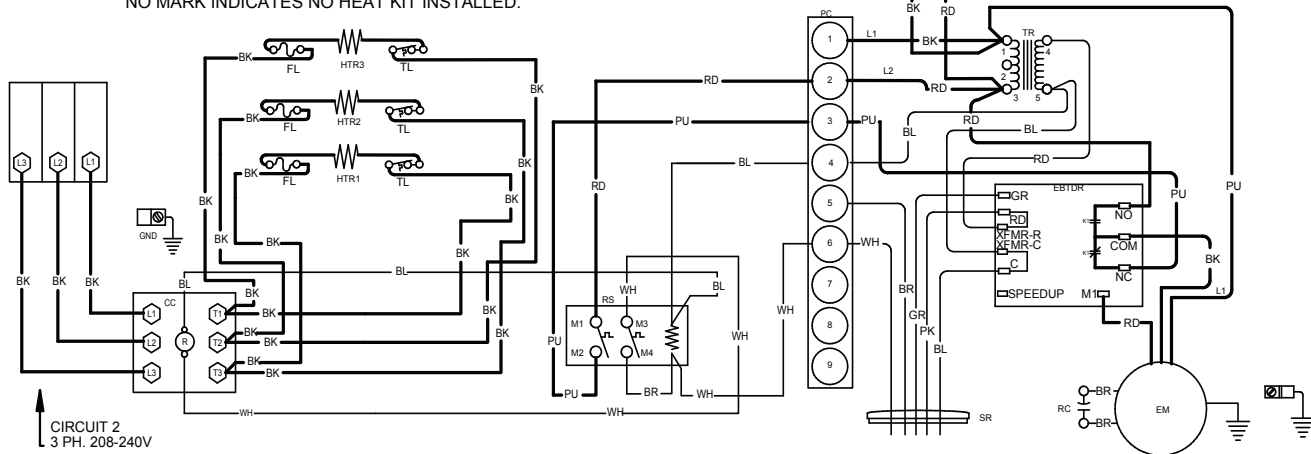 NO MARK INDICATES NO HEAT KIT INSTALLED.
BK RD
PC
1 L1 BK
TR
1 4
2
3 5
PU
BK FL HTR3 TL BK
BK FL HTR2 TL BK
BK FL HTR1 TL BK
RD 2 L2 RD
PU 3 PU
BL 4 BL
RD
BL
RD
5
6 WH
7
8
9
L3 L2 L1
GND
BK BK BK
BK BK BK
BK
BK
BL
BL
BL
RD
PU
WH
WH
WH
CC
L1 T1 BK BK
L2 R T2 BK BK
L3 T3 BK BK
RS
M1 M3
M2 M4
PU BR WH
WH WH
BR
GR
PK
BL
SR
EBTDR
GR
RD
XFMR-R
XFMR-C
C
SPEEDUP M1
K1 NO
COM
K1 NC
PU
PU
BK
L1
RD
RC BR
BR
EM
CIRCUIT 2
3 PH. 208-240V